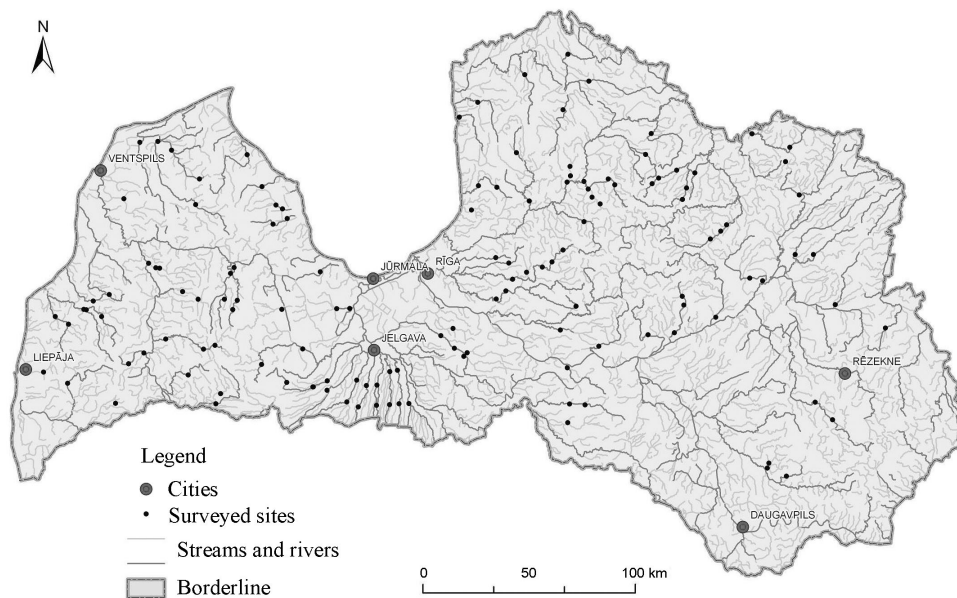 N
VENTSPILS
JŪRMALA
RĪGA
JELGAVA
LIEPĀJA
RĒZEKNE
DAUGAVPILS
Legend
Cities
Surveyed sites
Streams and rivers
Borderline
0 50 100 km